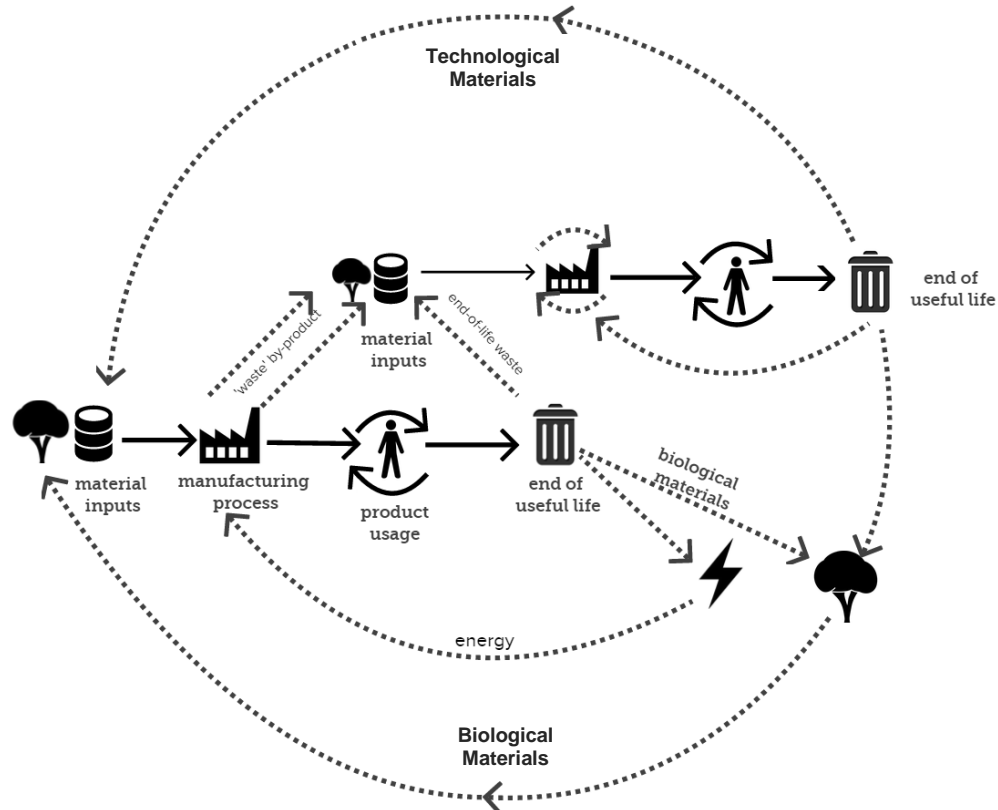 Technological
Materials
end of
useful life
material
inputs
'waste' by-product
end-of-life waste
material
inputs
manufacturing
process
product
usage
end of
useful life
biological
materials
energy
Biological
Materials